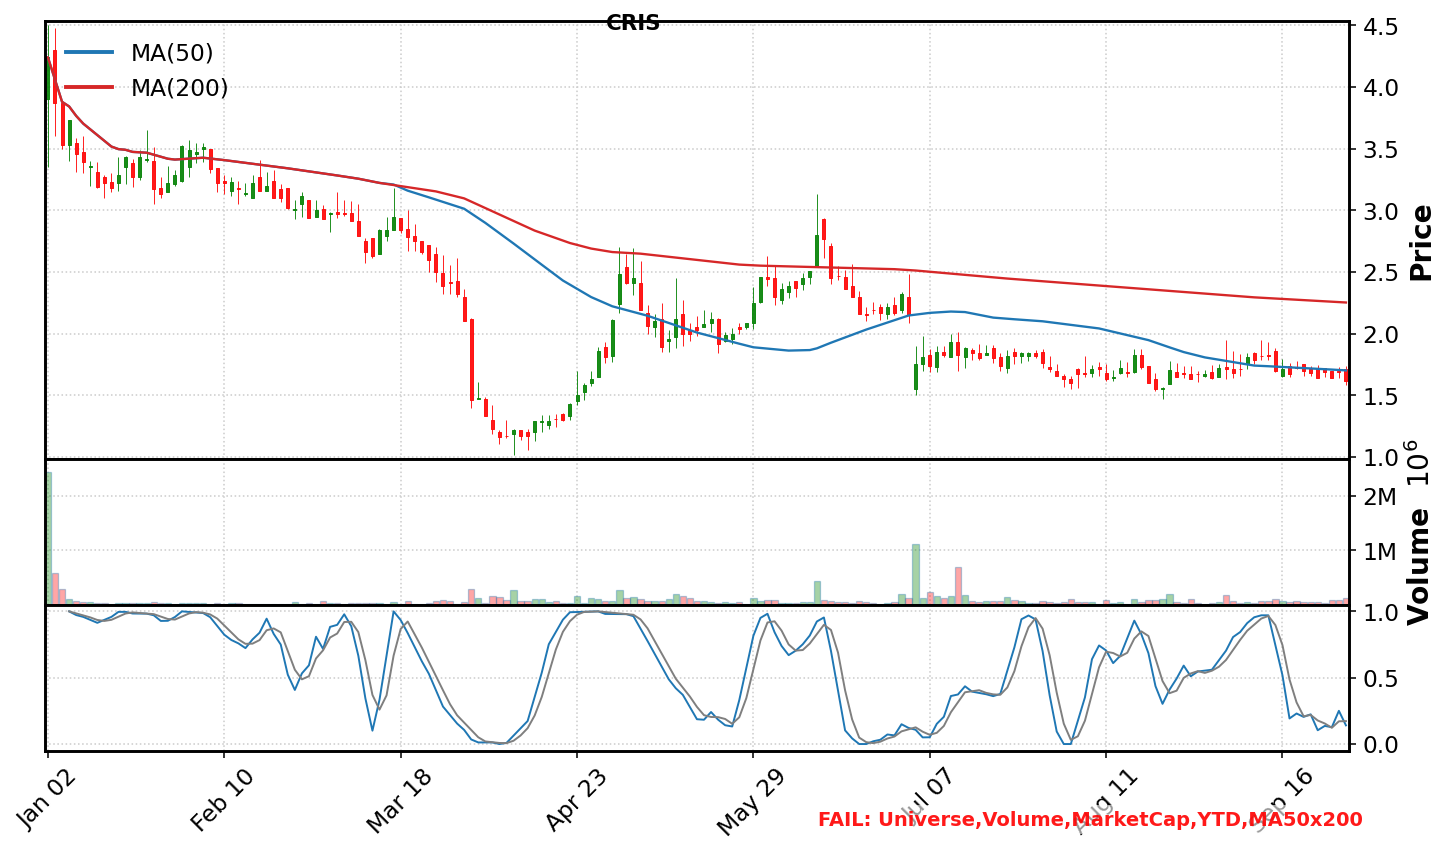 CRIS
MA(50)
MA(200)
4.5
4.0
3.5
3.0
2.5
2.0
1.5
1.0
Price
2M
1M
Volume 10^6
1.0
0.5
0.0
Jan 02
Feb 10
Mar 18
Apr 23
May 29
Jul 07
Aug 11
Sep 16
FAIL: Universe,Volume,MarketCap,YTD,MA50x200